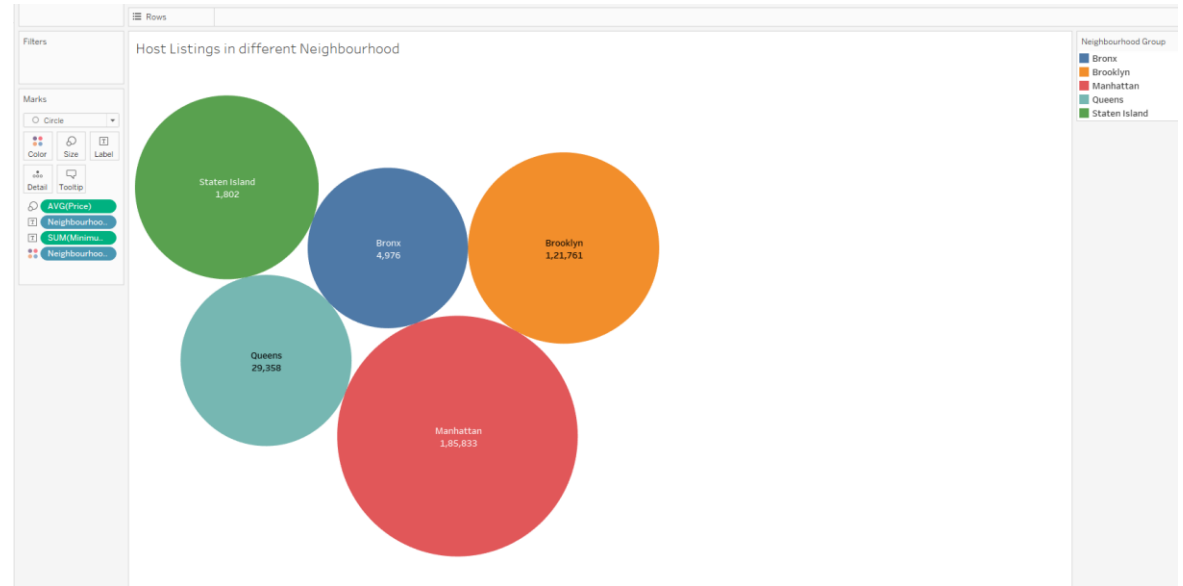 Rows
Filters
Host Listings in different Neighbourhood
Neighbourhood Group
Bronx
Brooklyn
Manhattan
Queens
Staten Island
Marks
Circle
Color
Size
Label
Detail
Tooltip
AVG(Price)
Neighbourhoo..
SUM(Minimu..
Neighbourhoo..
Staten Island
1,802
Bronx
4,976
Brooklyn
1,21,761
Queens
29,358
Manhattan
1,85,833